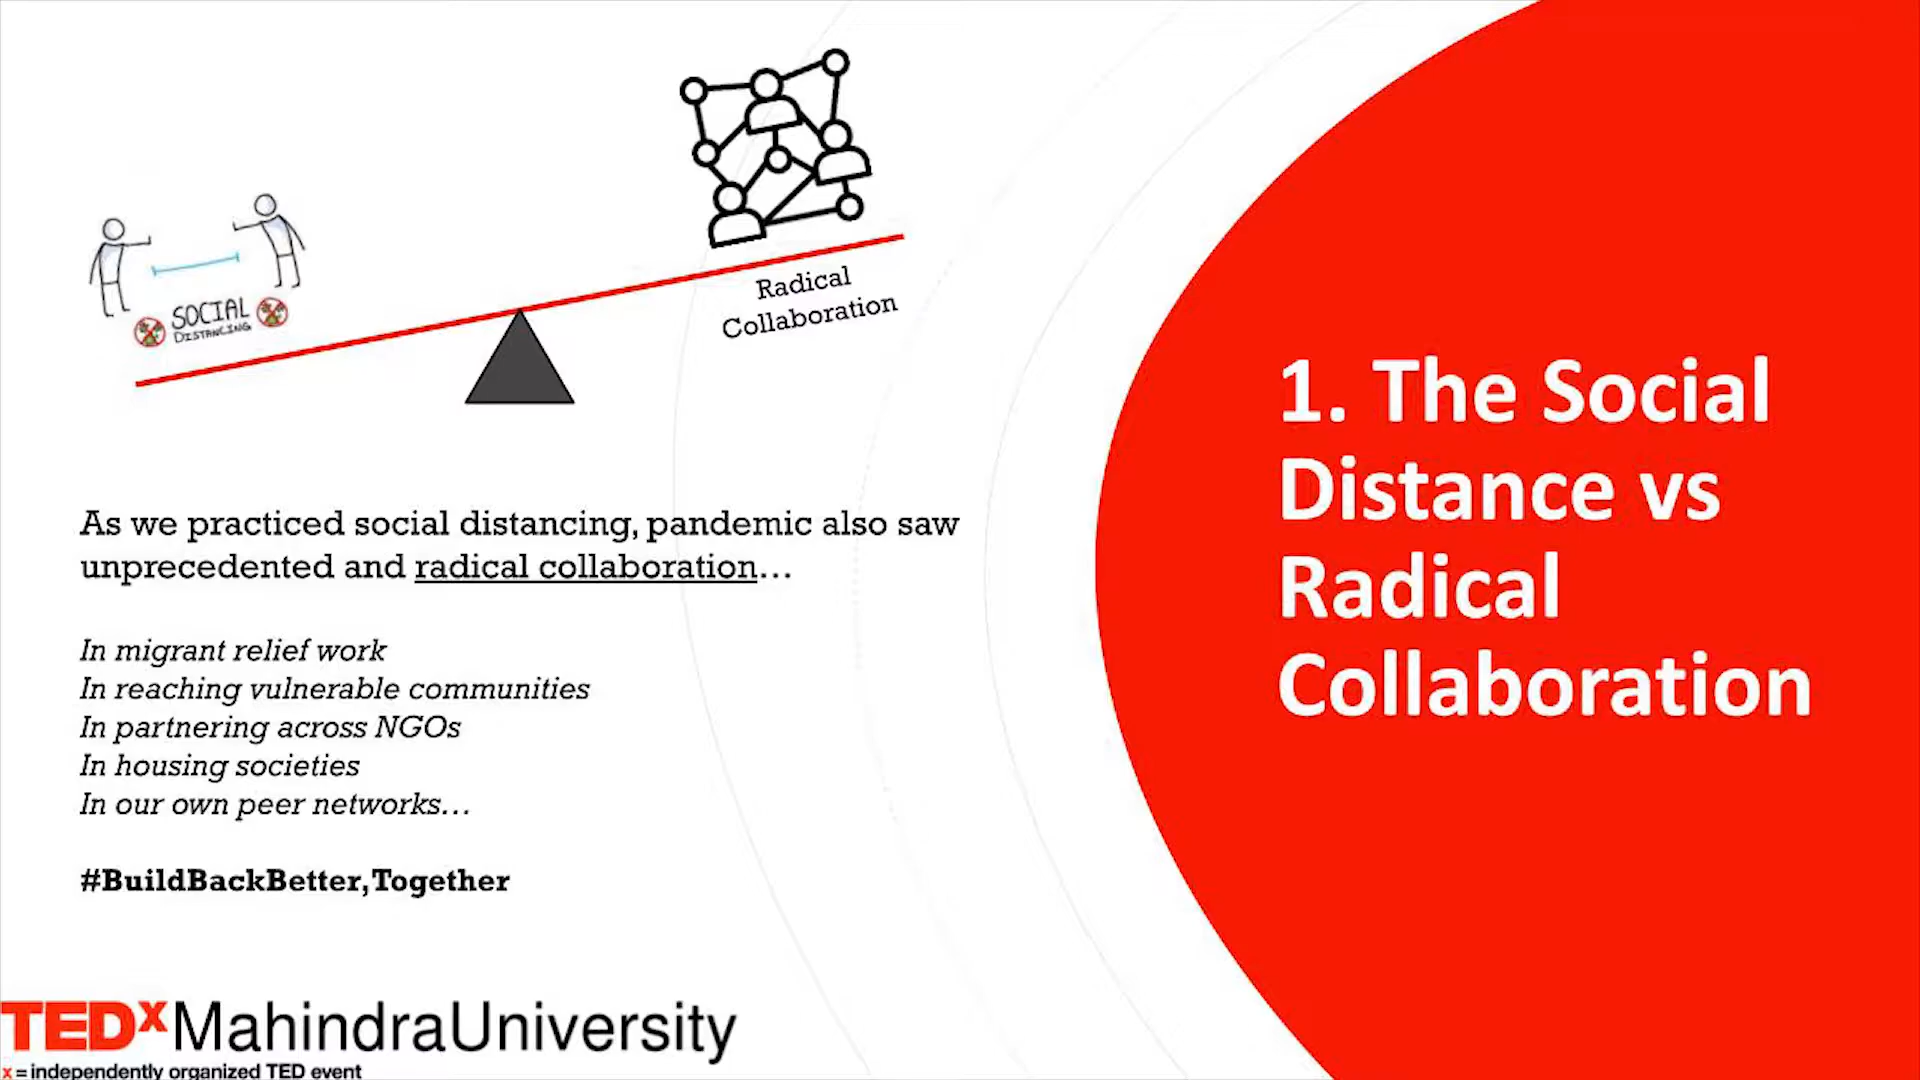 SOCIAL
DISTANCING
Radical
Collaboration
As we practiced social distancing, pandemic also saw
unprecedented and radical collaboration...
In migrant relief work
In reaching vulnerable communities
In partnering across NGOs
In housing societies
In our own peer networks...
#BuildBackBetter,Together
1. The Social
Distance vs
Radical
Collaboration
TEDxMahindraUniversity
x = independently organized TED event